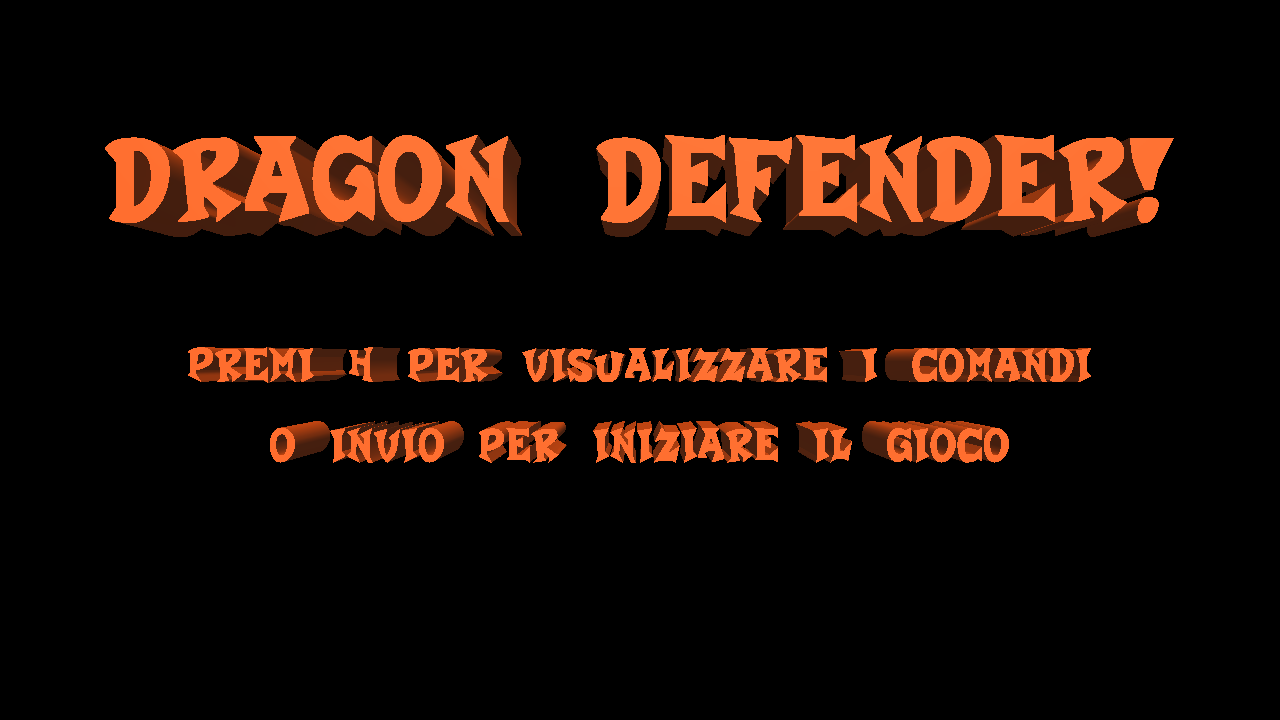 DRAGON DEFENDER!
PREMI H PER VISUALIZZARE I COMANDI
O INVIO PER INIZIARE IL GIOCO